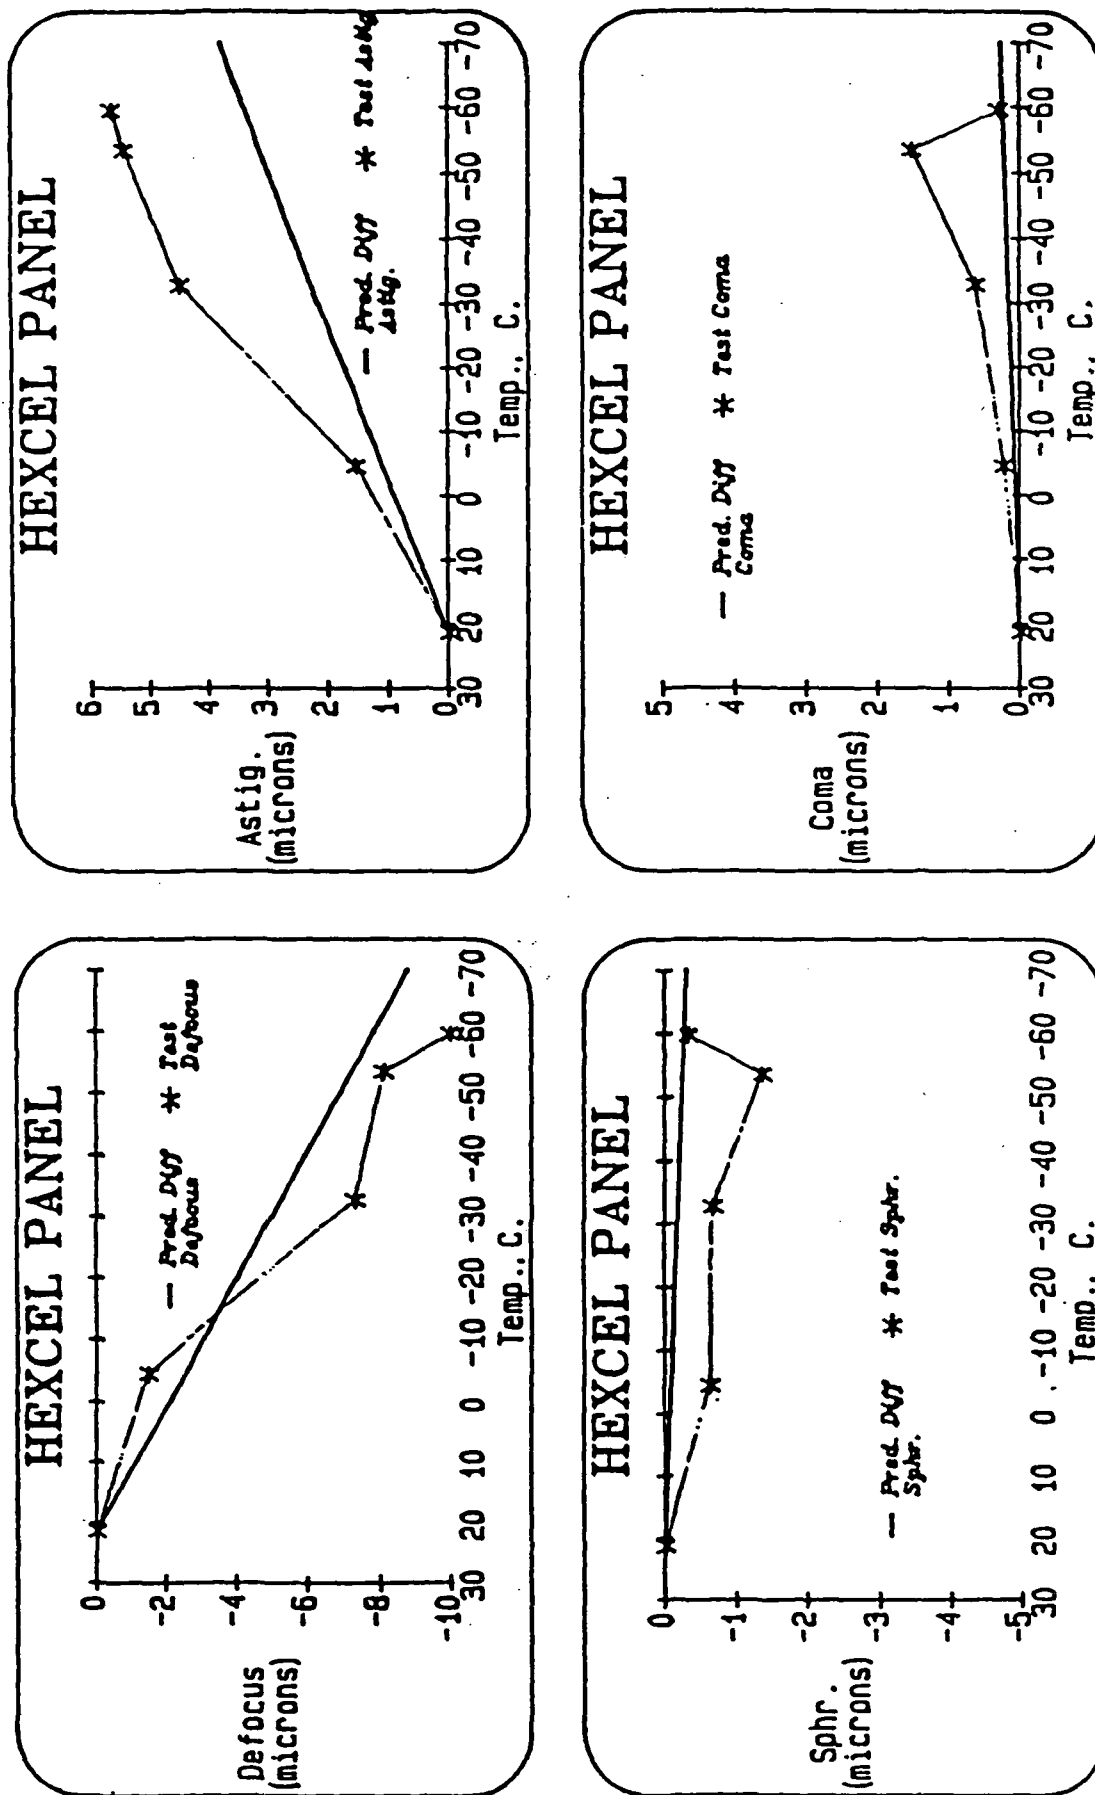 HEXCEL PANEL
Defocus
(microns)
0
-2
-4
-6
-8
-10
— Pred. Diff
Defocus
* Test
Defocus
30 20 10 0 -10 -20 -30 -40 -50 -60 -70
Temp., C.
HEXCEL PANEL
Astig.
(microns)
6
5
4
3
2
1
0
— Pred. Diff
Astig.
* Test Astig
30 20 10 0 -10 -20 -30 -40 -50 -60 -70
Temp., C.
HEXCEL PANEL
Sphr.
(microns)
0
-1
-2
-3
-4
-5
— Pred. Diff
Sphr.
* Test Sphr.
30 20 10 0 -10 -20 -30 -40 -50 -60 -70
Temp., C.
HEXCEL PANEL
Coma
(microns)
5
4
3
2
1
0
— Pred. Diff
Coma
* Test Coma
30 20 10 0 -10 -20 -30 -40 -50 -60 -70
Temp., C.